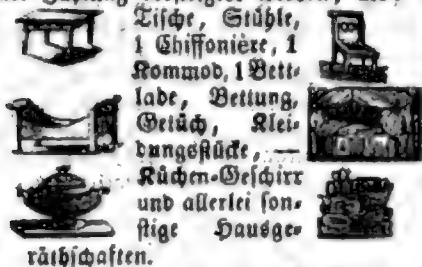 Tische, Stühle,
1 Chiffonière, 1
Kommod, 1 Bett-
lade, Bettung,
Getüch, Klei-
dungsstücke, —
Küchen-Geschirr
und allerlei son-
stige Hausge-
räthschaften.